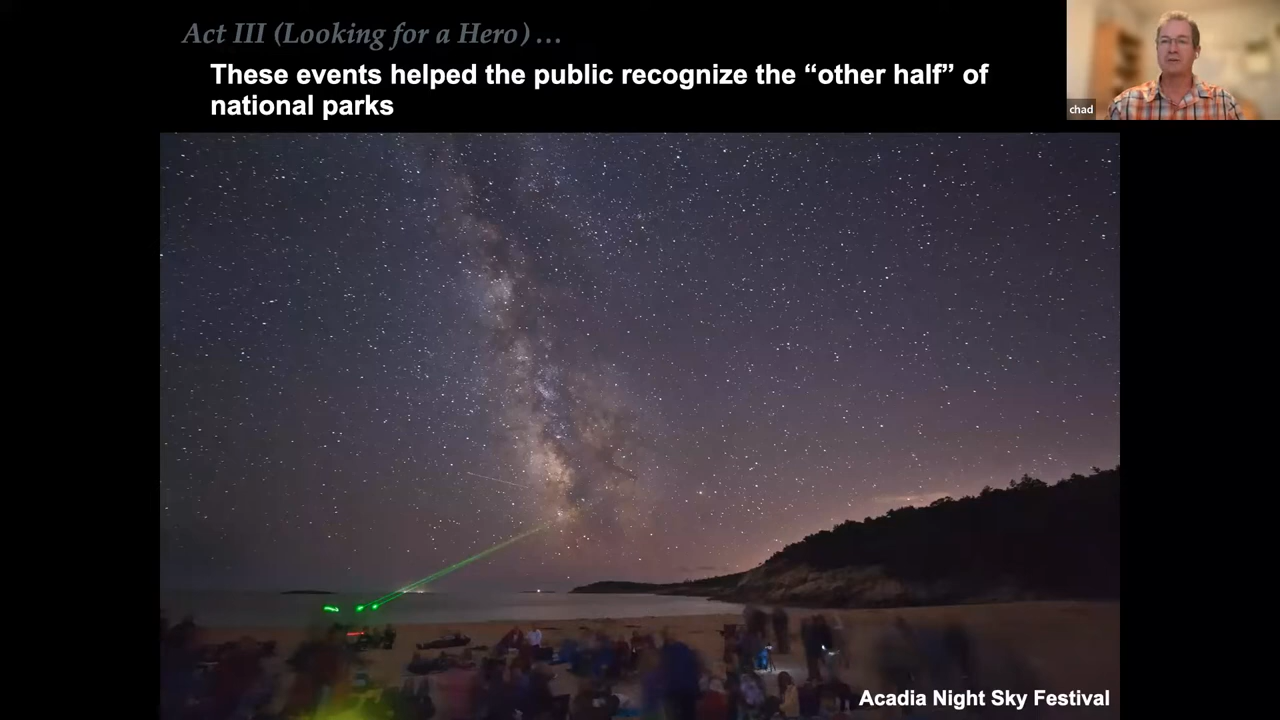 Act III (Looking for a Hero) …
These events helped the public recognize the “other half” of
national parks
chad
Acadia Night Sky Festival